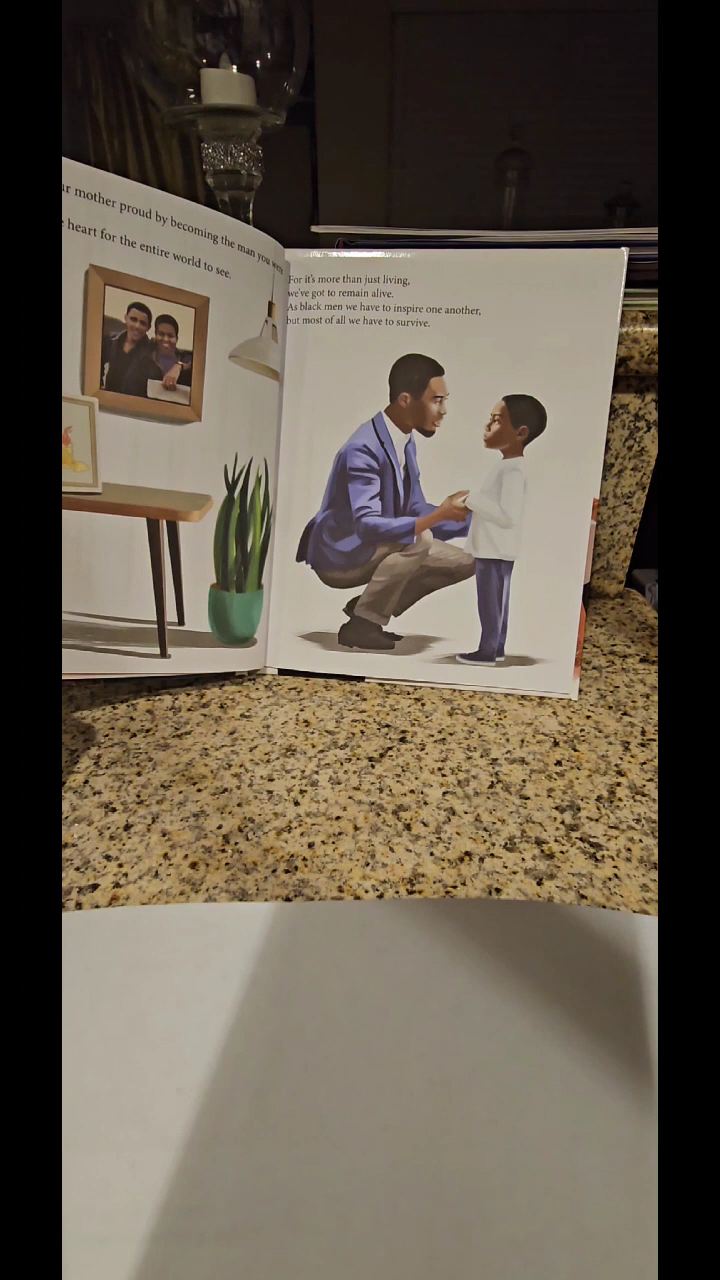 mother proud by becoming the man you were
heart for the entire world to see.
For it's more than just living,
we've got to remain alive.
As black men we have to inspire one another,
but most of all we have to survive.